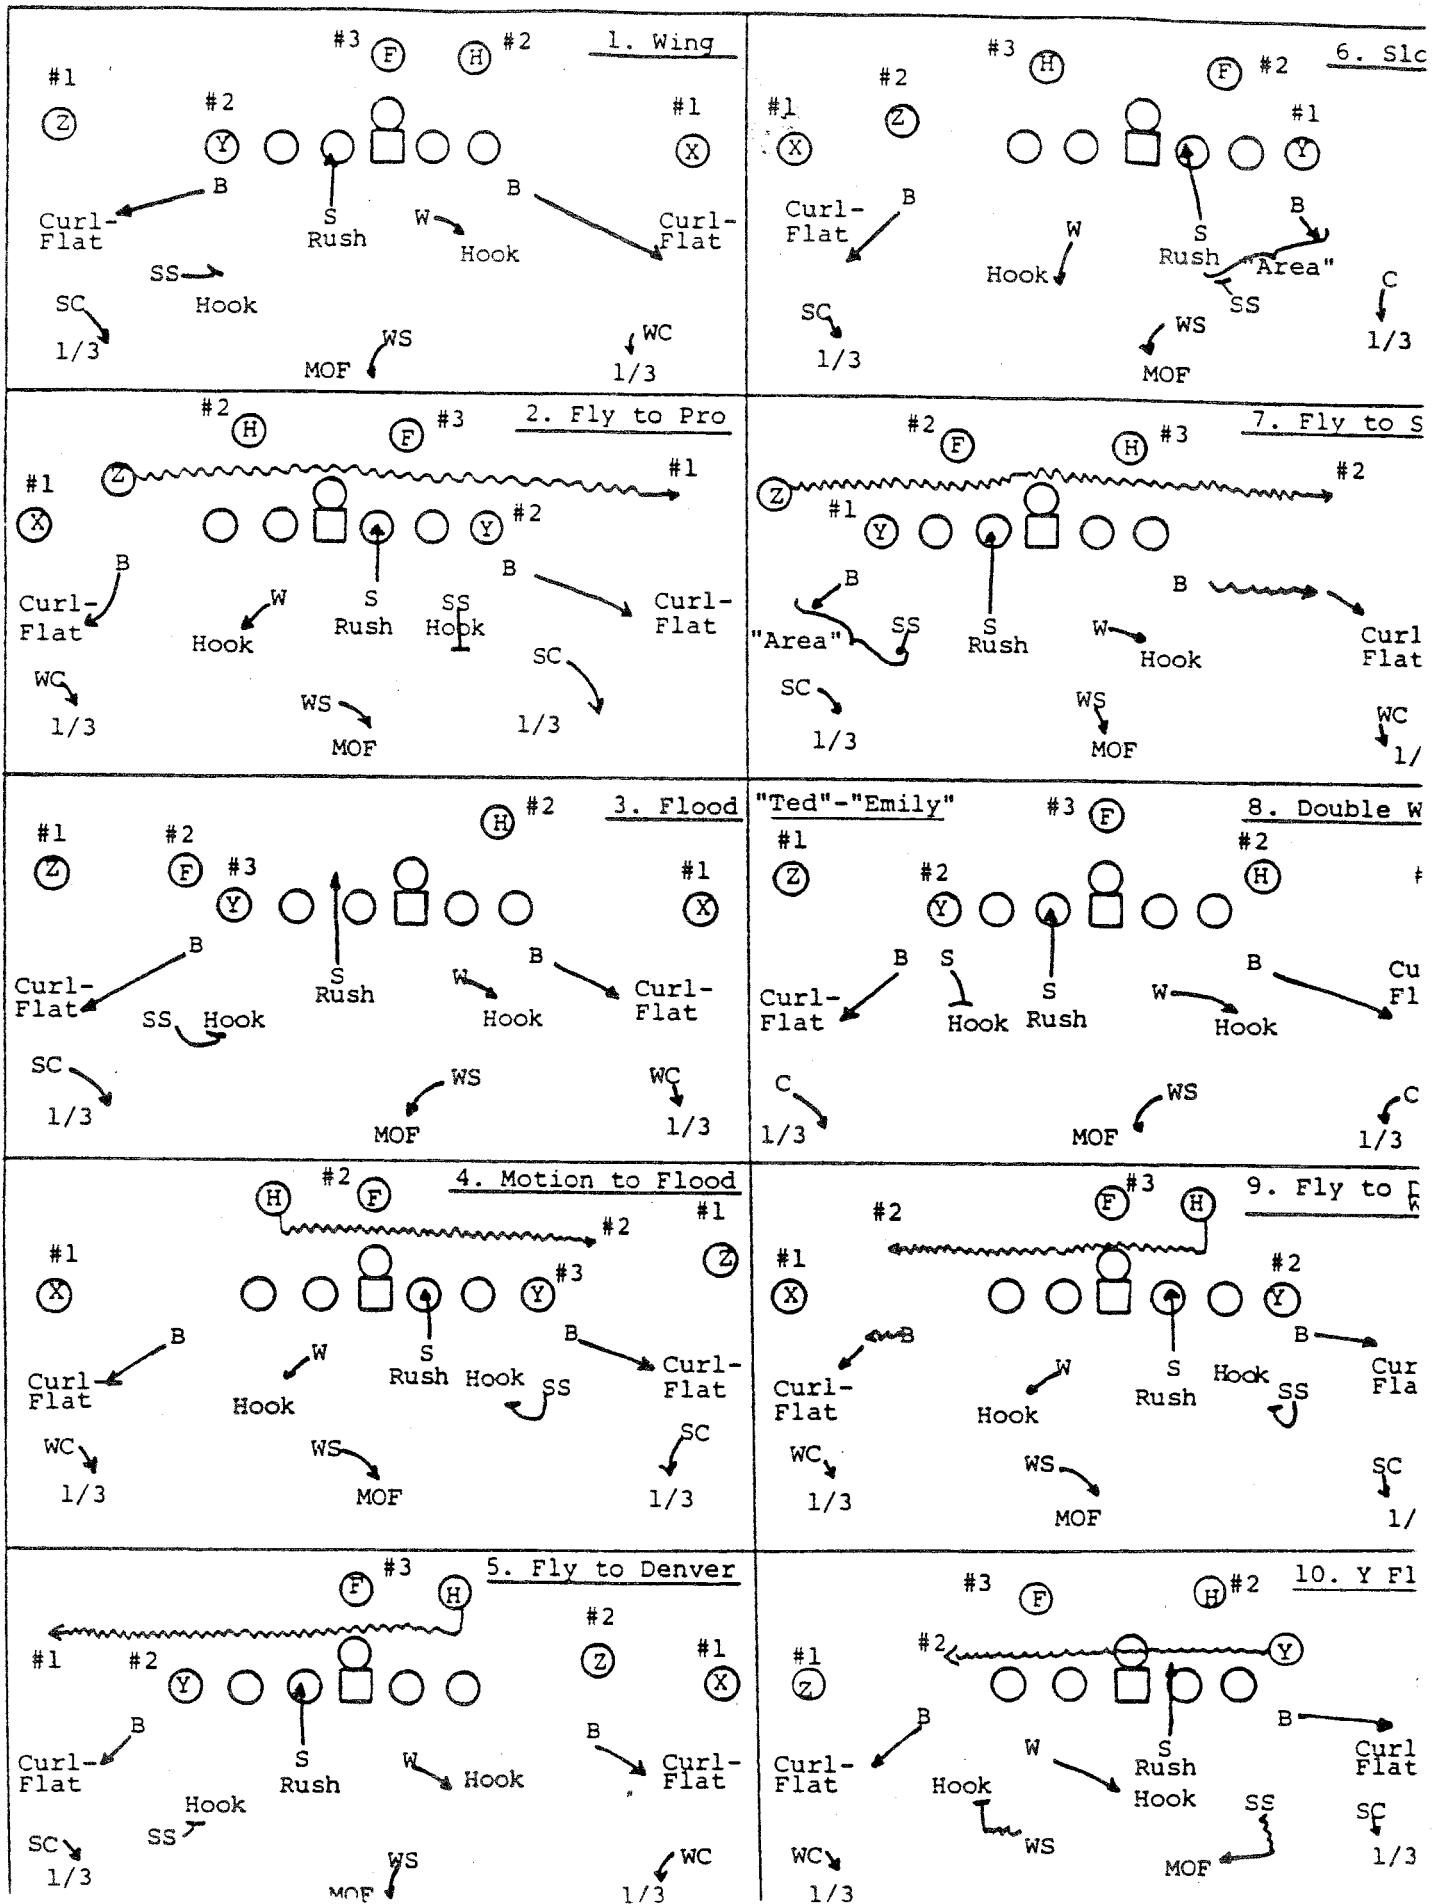 1. Wing
#3 F H #2
#1
Z
#2
Y
#1
X
B
B
Curl-
Flat
S
Rush
W
Hook
Curl-
Flat
SS
Hook
SC
1/3
WS
MOF
WC
1/3
2. Fly to Pro
#2 H F #3
Z
#1
#1
X
Y #2
B
B
Curl-
Flat
W
Hook
S
Rush
SS
Hook
Curl-
Flat
WC
1/3
WS
MOF
SC
1/3
3. Flood
H #2
#1
Z
#2
F
#3
Y
#1
X
B
B
Curl-
Flat
S
Rush
W
Hook
Curl-
Flat
SS Hook
SC
1/3
WS
MOF
WC
1/3
4. Motion to Flood
H #2 F
#2
#1
Z
#1
X
#3
Y
B
B
Curl-
Flat
W
Hook
S
Rush
Hook SS
Curl-
Flat
WC
1/3
WS
MOF
SC
1/3
5. Fly to Denver
F #3 H
#1
#2
Y
#2
Z
#1
X
B
B
Curl-
Flat
S
Rush
W
Hook
Curl-
Flat
Hook
SS
SC
1/3
WS
MOF
WC
1/3
6. Slo
#3 H F #2
#1
X
#2
Z
#1
Y
B
B
Curl-
Flat
W
Hook
S
Rush
"Area"
SS
SC
1/3
WS
MOF
C
1/3
7. Fly to S
#2 F H #3
Z
#2
#1
Y
B
B
"Area"
SS
S
Rush
W
Hook
Curl
Flat
SC
1/3
WS
MOF
WC
1/
"Ted"-"Emily"
8. Double W
#3 F
#1
Z
#2
Y
#2
H
B S
B
Curl-
Flat
Hook
S
Rush
W
Hook
Cu
Fl
C
1/3
WS
MOF
C
1/3
9. Fly to D
W
F #3 H
#2
#1
X
#2
Y
B
B
Curl-
Flat
W
Hook
S
Rush
Hook
SS
Cur
Fla
WC
1/3
WS
MOF
SC
1/
10. Y Fl
#3 F H #2
#2
Y
#1
Z
B
B
Curl-
Flat
W
Hook
S
Rush
Hook
Curl
Flat
WS
SS
WC
1/3
MOF
SC
1/3